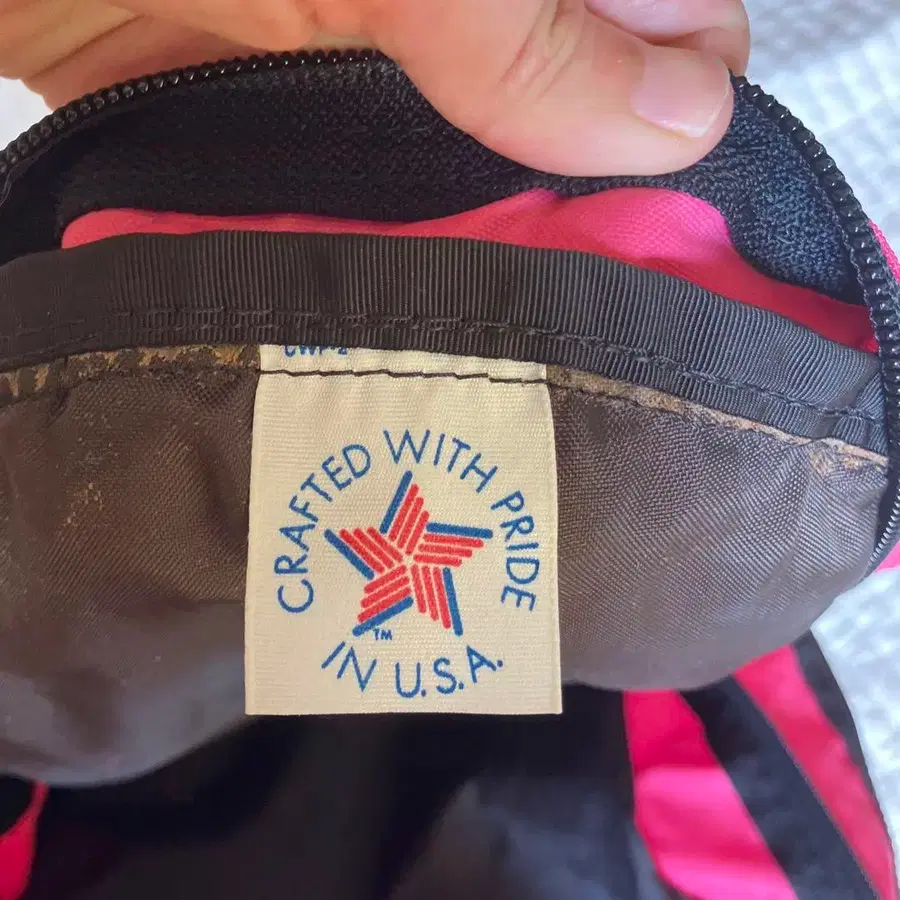 CRAFTED WITH PRIDE
TM
IN U.S.A.